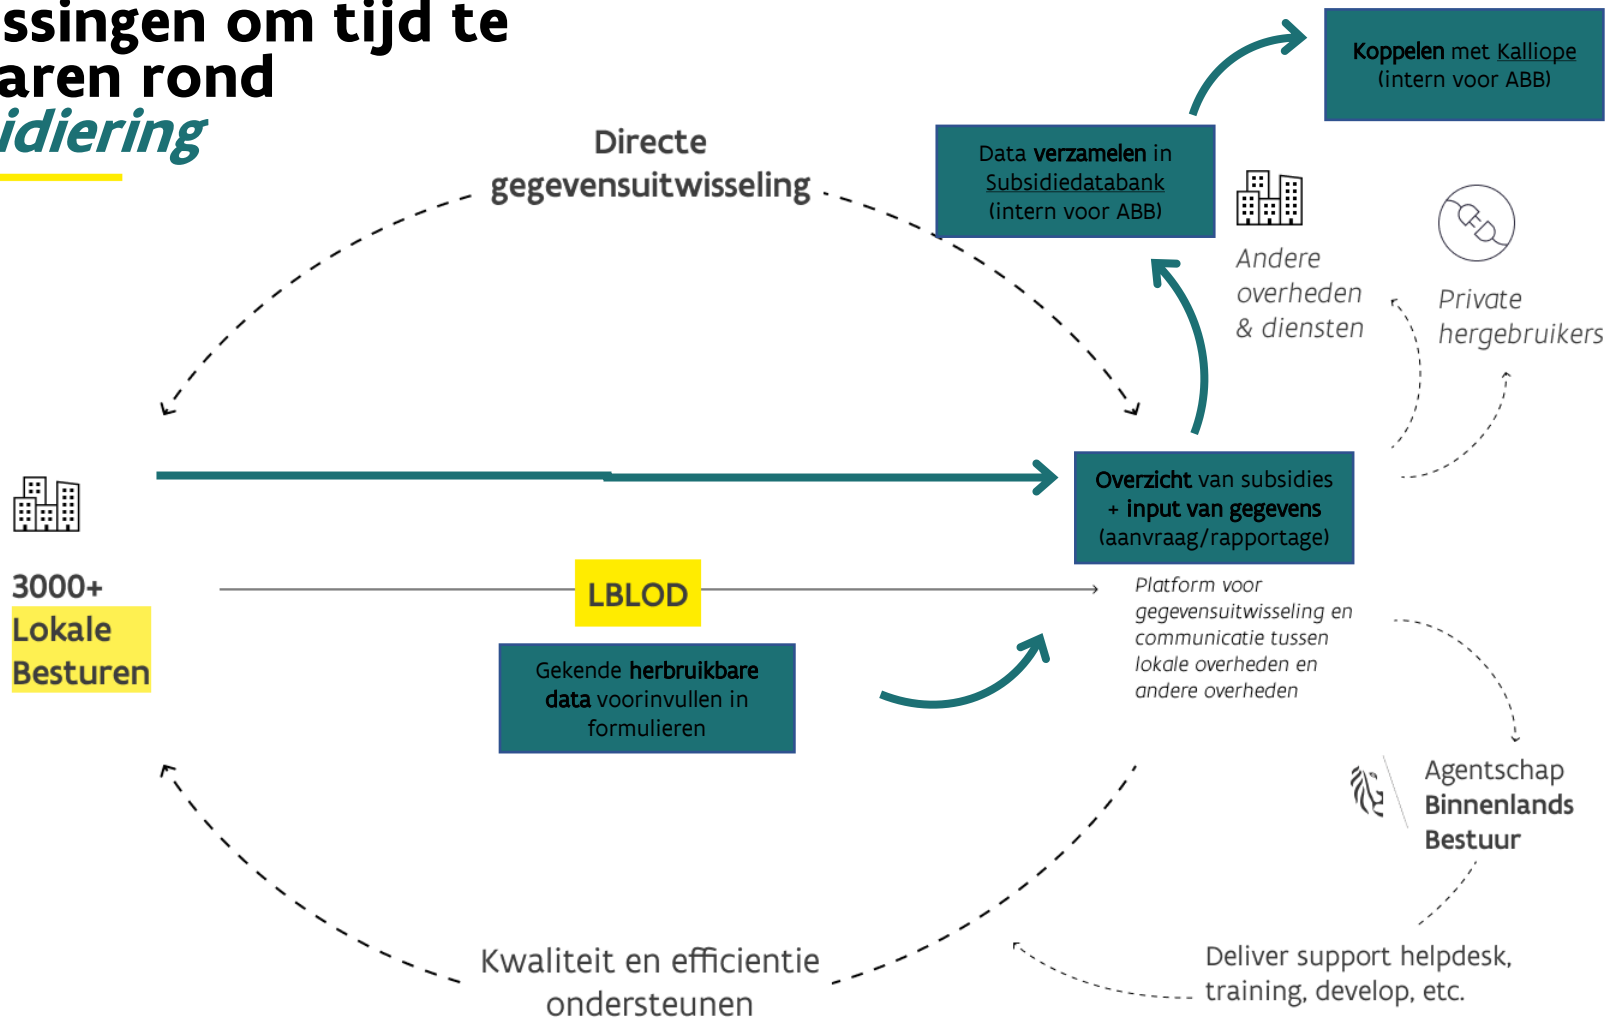 ssingen om tijd te
aren rond
idiering
Koppelen met Kalliope
(intern voor ABB)
Directe
gegevensuitwisseling
Data verzamelen in
Subsidiedatabank
(intern voor ABB)
Andere
overheden
& diensten
Private
hergebruikers
Overzicht van subsidies
+ input van gegevens
(aanvraag/rapportage)
3000+
Lokale
Besturen
LBLOD
Gekende herbruikbare
data voorinvullen in
formulieren
Platform voor
gegevensuitwisseling en
communicatie tussen
lokale overheden en
andere overheden
Agentschap
Binnenlands
Bestuur
Kwaliteit en efficientie
ondersteunen
Deliver support helpdesk,
training, develop, etc.